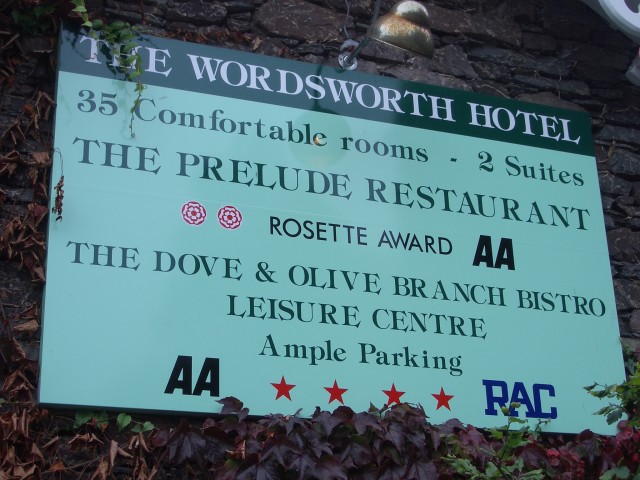 THE WORDSWORTH HOTEL
35 Comfortable rooms - 2 Suites
THE PRELUDE RESTAURANT
ROSETTE AWARD AA
THE DOVE & OLIVE BRANCH BISTRO
LEISURE CENTRE
Ample Parking
AA RAC